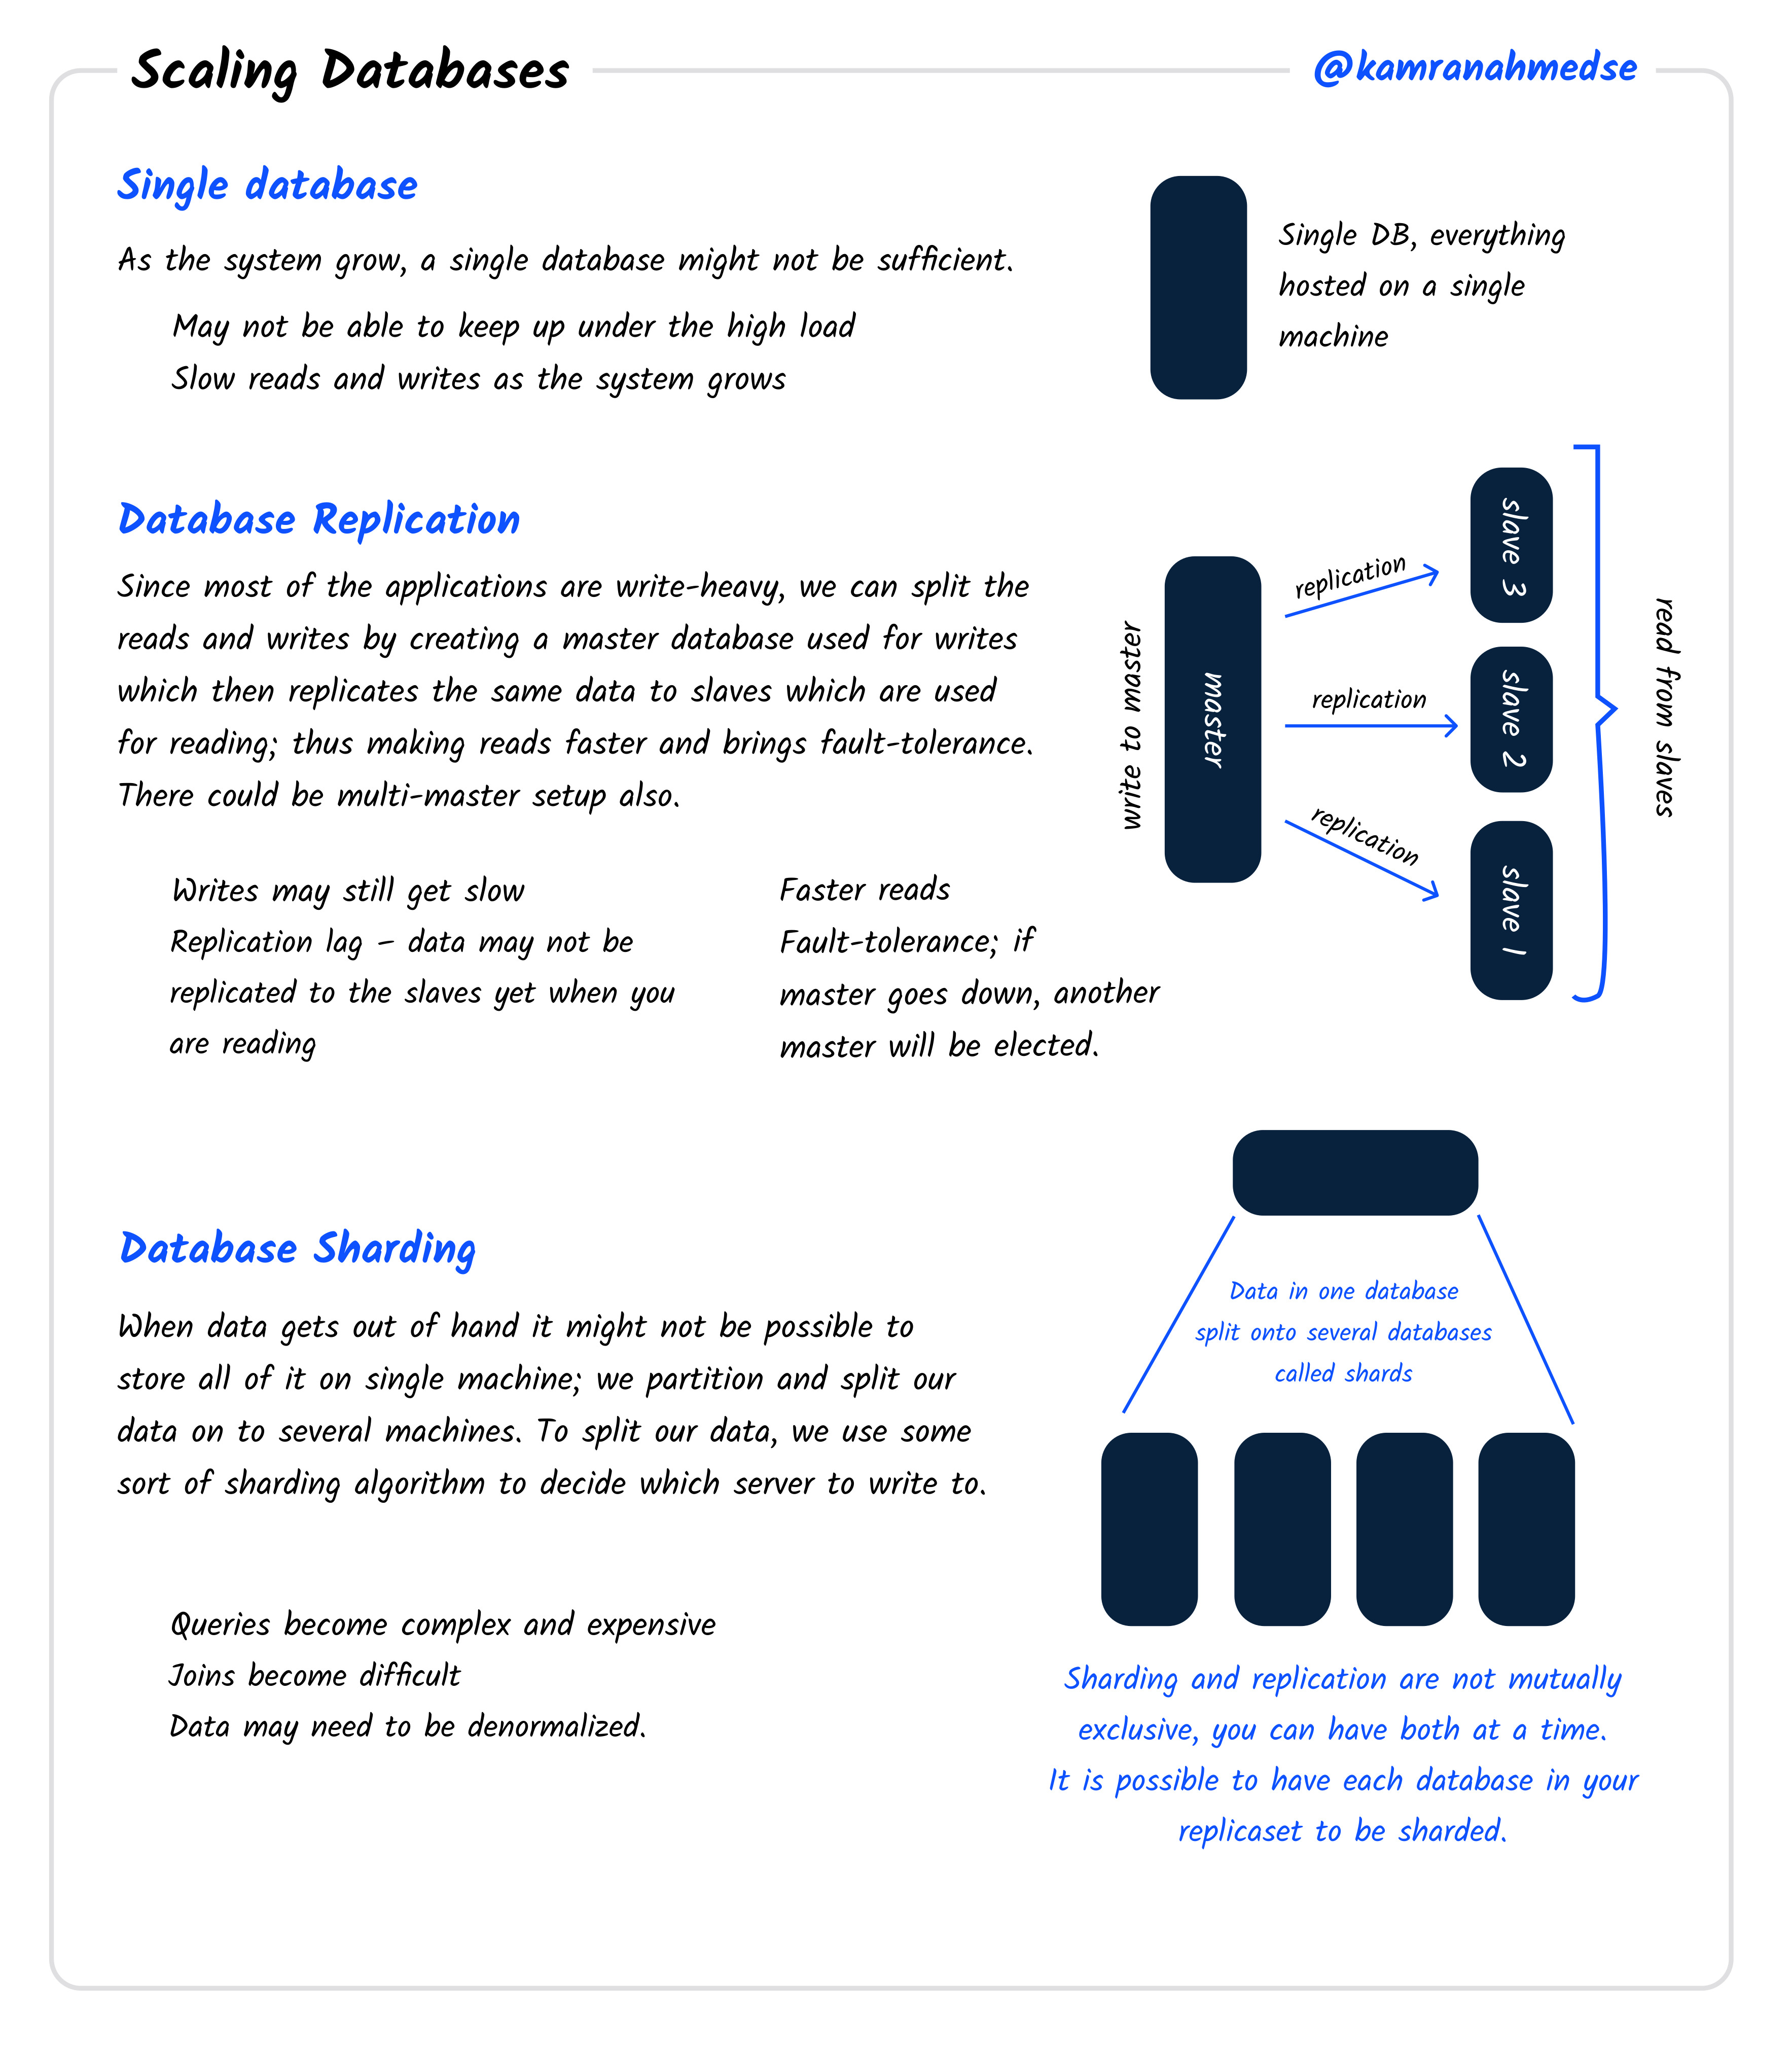 Scaling Databases
@kamranahmedse
Single database
As the system grow, a single database might not be sufficient.
May not be able to keep up under the high load
Slow reads and writes as the system grows
Single DB, everything
hosted on a single
machine
Database Replication
Since most of the applications are write-heavy, we can split the
reads and writes by creating a master database used for writes
which then replicates the same data to slaves which are used
for reading; thus making reads faster and brings fault-tolerance.
There could be multi-master setup also.
Writes may still get slow
Replication lag – data may not be
replicated to the slaves yet when you
are reading
Faster reads
Fault-tolerance; if
master goes down, another
master will be elected.
write to master
master
replication
replication
replication
slave 3
slave 2
slave 1
read from slaves
Database Sharding
When data gets out of hand it might not be possible to
store all of it on single machine; we partition and split our
data on to several machines. To split our data, we use some
sort of sharding algorithm to decide which server to write to.
Queries become complex and expensive
Joins become difficult
Data may need to be denormalized.
Data in one database
split onto several databases
called shards
Sharding and replication are not mutually
exclusive, you can have both at a time.
It is possible to have each database in your
replicaset to be sharded.